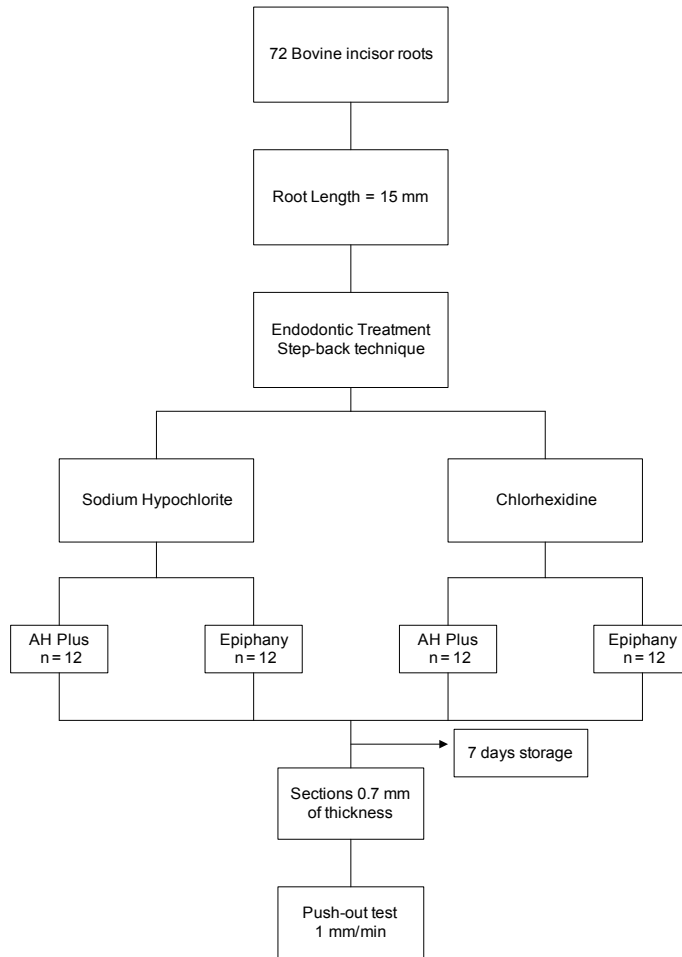 72 Bovine incisor roots
Root Length = 15 mm
Endodontic Treatment
Step-back technique
Sodium Hypochlorite
Chlorhexidine
AH Plus
n = 12
Epiphany
n = 12
AH Plus
n = 12
Epiphany
n = 12
7 days storage
Sections 0.7 mm
of thickness
Push-out test
1 mm/min